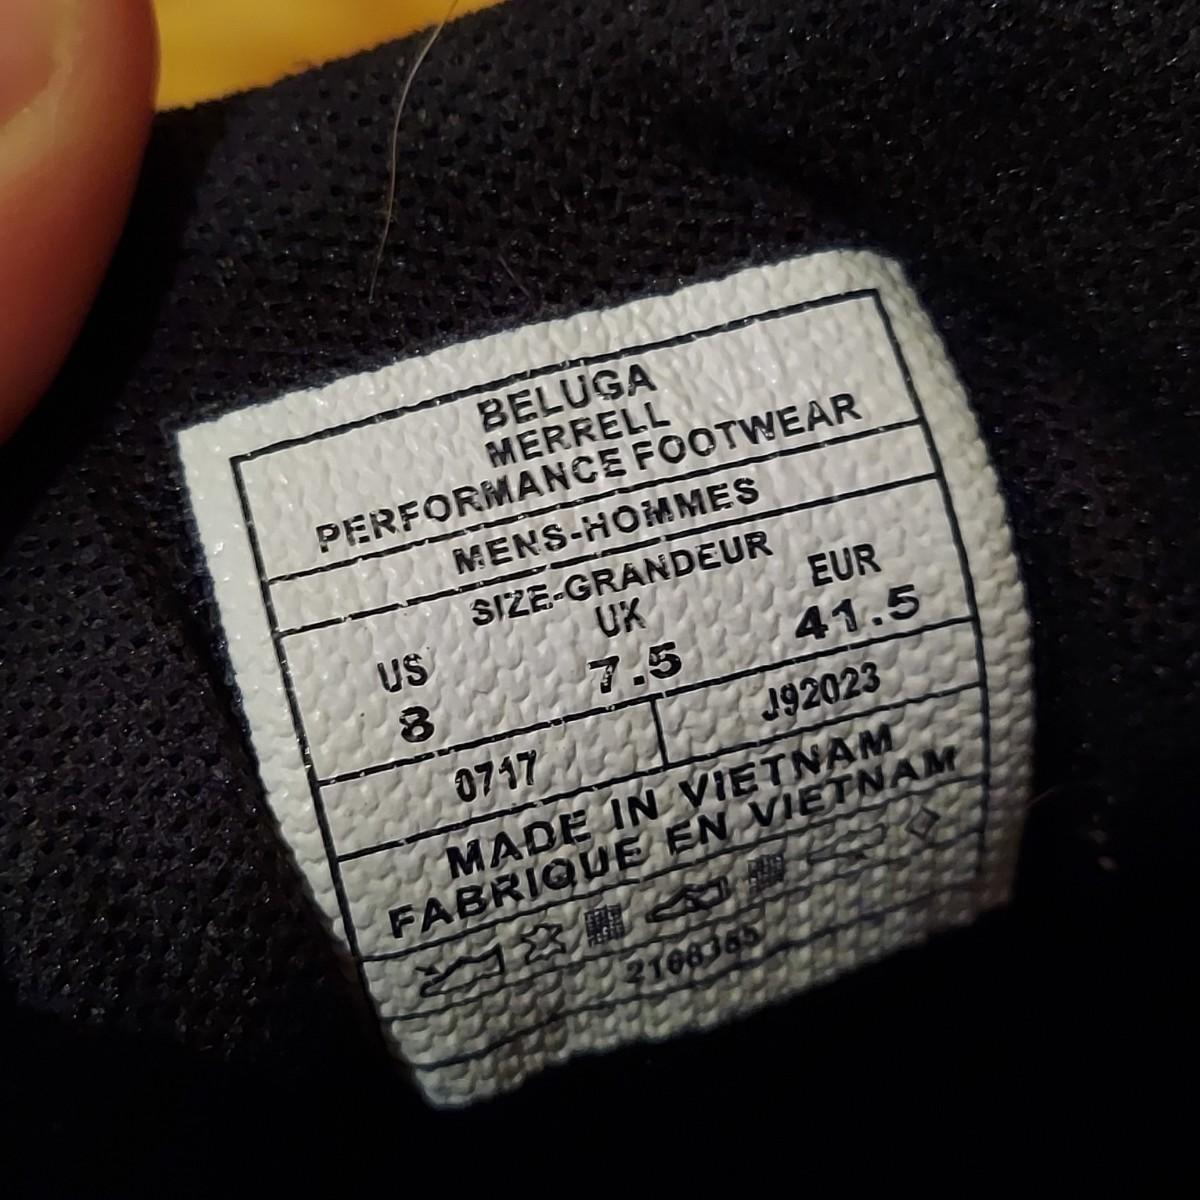 BELUGA
MERRELL
PERFORMANCE FOOTWEAR
MENS-HOMMES
SIZE-GRANDEUR
US UK EUR
8 7.5 41.5
0717 J92023
MADE IN VIETNAM
FABRIQUE EN VIETNAM